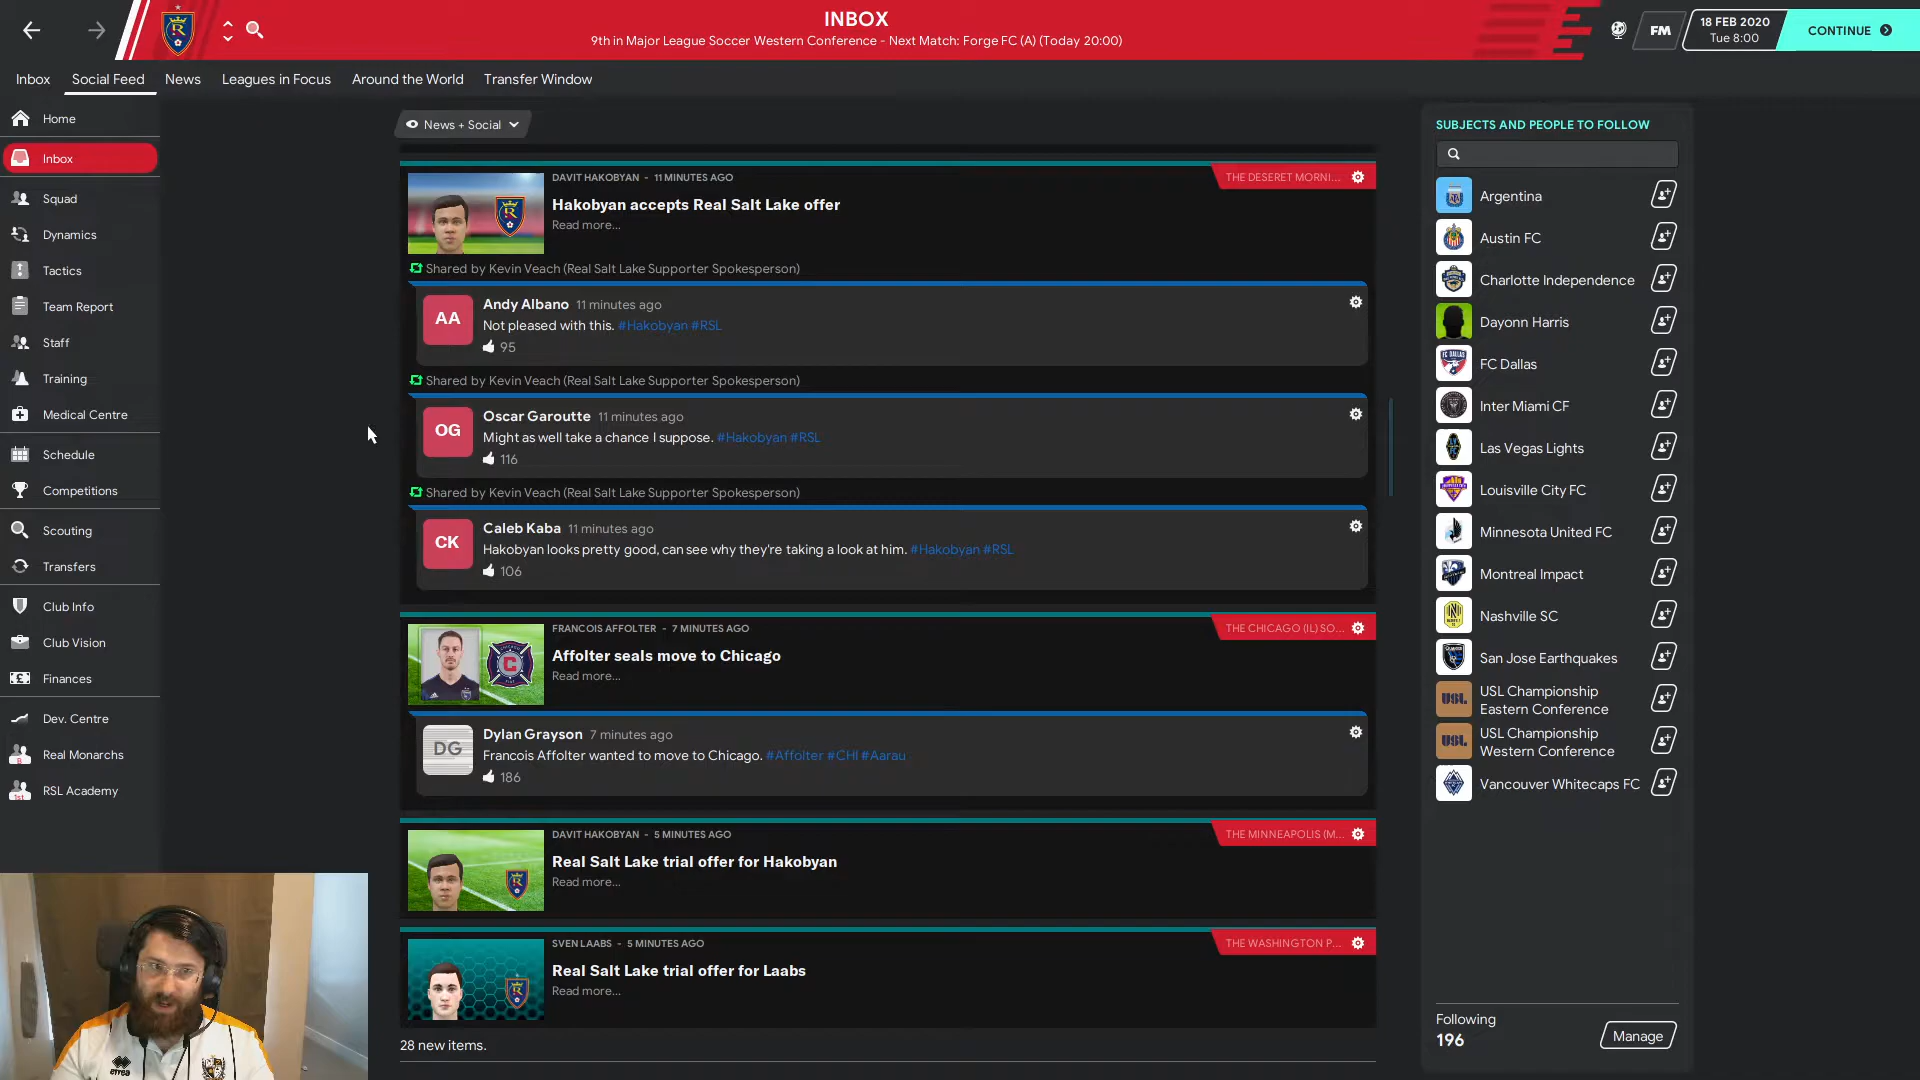 INBOX
9th in Major League Soccer Western Conference - Next Match: Forge FC (A) (Today 20:00)
FM
18 FEB 2020
Tue 8:00
CONTINUE
Inbox
Social Feed
News
Leagues in Focus
Around the World
Transfer Window
Home
Inbox
Squad
Dynamics
Tactics
Team Report
Staff
Training
Medical Centre
Schedule
Competitions
Scouting
Transfers
Club Info
Club Vision
Finances
Dev. Centre
Real Monarchs
RSL Academy
News + Social
DAVIT HAKOBYAN - 11 MINUTES AGO
THE DESERET MORNI...
Hakobyan accepts Real Salt Lake offer
Read more...
Shared by Kevin Veach (Real Salt Lake Supporter Spokesperson)
AA
Andy Albano 11 minutes ago
Not pleased with this. #Hakobyan #RSL
95
Shared by Kevin Veach (Real Salt Lake Supporter Spokesperson)
OG
Oscar Garoutte 11 minutes ago
Might as well take a chance I suppose. #Hakobyan #RSL
116
Shared by Kevin Veach (Real Salt Lake Supporter Spokesperson)
CK
Caleb Kaba 11 minutes ago
Hakobyan looks pretty good, can see why they're taking a look at him. #Hakobyan #RSL
106
FRANCOIS AFFOLTER - 7 MINUTES AGO
THE CHICAGO (IL) SO...
Affolter seals move to Chicago
Read more...
DG
Dylan Grayson 7 minutes ago
Francois Affolter wanted to move to Chicago. #Affolter #CHI #Aarau
186
DAVIT HAKOBYAN - 5 MINUTES AGO
THE MINNEAPOLIS (M...
Real Salt Lake trial offer for Hakobyan
Read more...
SVEN LAABS - 5 MINUTES AGO
THE WASHINGTON P...
Real Salt Lake trial offer for Laabs
Read more...
28 new items.
SUBJECTS AND PEOPLE TO FOLLOW
Argentina
Austin FC
Charlotte Independence
Dayonn Harris
FC Dallas
Inter Miami CF
Las Vegas Lights
Louisville City FC
Minnesota United FC
Montreal Impact
Nashville SC
San Jose Earthquakes
USL
USL Championship
Eastern Conference
USL
USL Championship
Western Conference
Vancouver Whitecaps FC
Following
196
Manage
errea